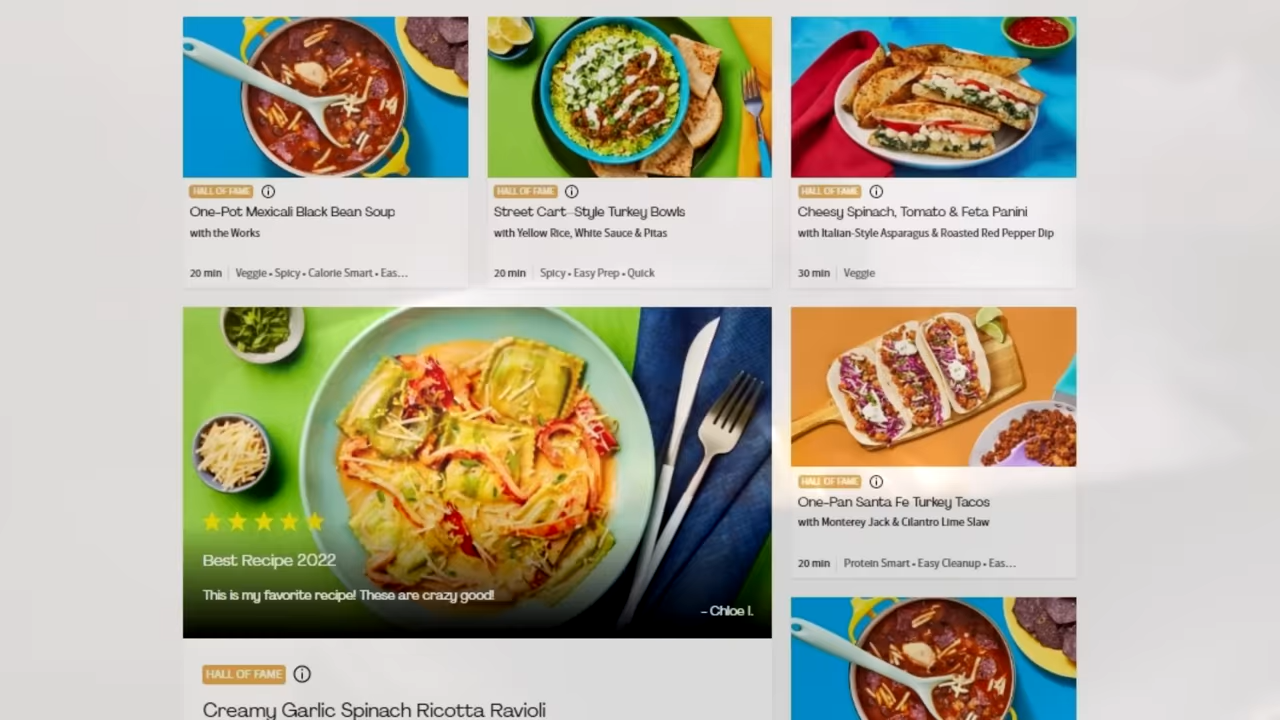 HALL OF FAME
One-Pot Mexicali Black Bean Soup
with the Works
20 min Veggie • Spicy • Calorie Smart • Eas...
HALL OF FAME
Street Cart-Style Turkey Bowls
with Yellow Rice, White Sauce & Pitas
20 min Spicy • Easy Prep • Quick
HALL OF FAME
Cheesy Spinach, Tomato & Feta Panini
with Italian-Style Asparagus & Roasted Red Pepper Dip
30 min Veggie
Best Recipe 2022
This is my favorite recipe! These are crazy good!
- Chloe I.
HALL OF FAME
Creamy Garlic Spinach Ricotta Ravioli
HALL OF FAME
One-Pan Santa Fe Turkey Tacos
with Monterey Jack & Cilantro Lime Slaw
20 min Protein Smart • Easy Cleanup • Eas...